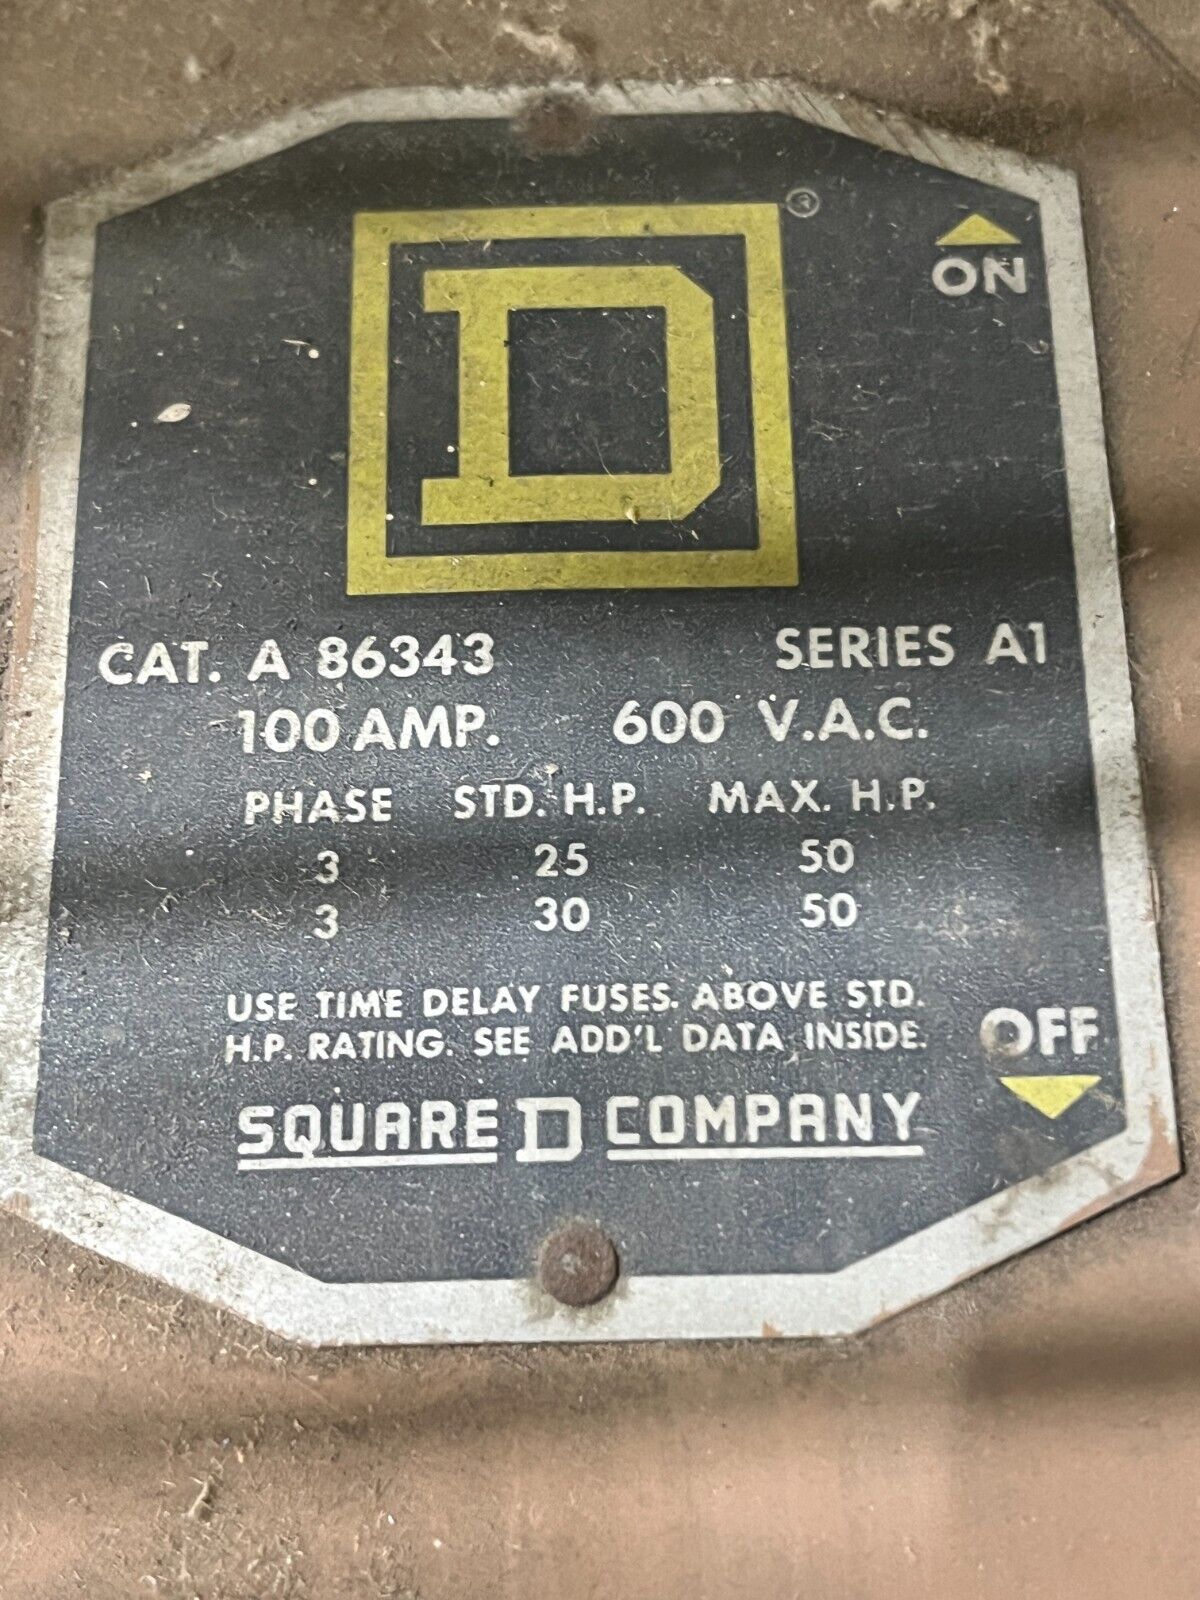 D ®
ON
CAT. A 86343 SERIES A1
100 AMP. 600 V.A.C.
PHASE STD. H.P. MAX. H.P.
3 25 50
3 30 50
USE TIME DELAY FUSES. ABOVE STD.
H.P. RATING. SEE ADD'L DATA INSIDE.
OFF
SQUARE D COMPANY